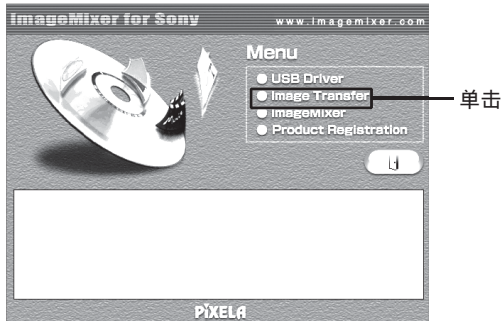 ImageMixer for Sony
www.imagemixer.com
Menu
USB Driver
Image Transfer
单击
ImageMixer
Product Registration
PIXELA